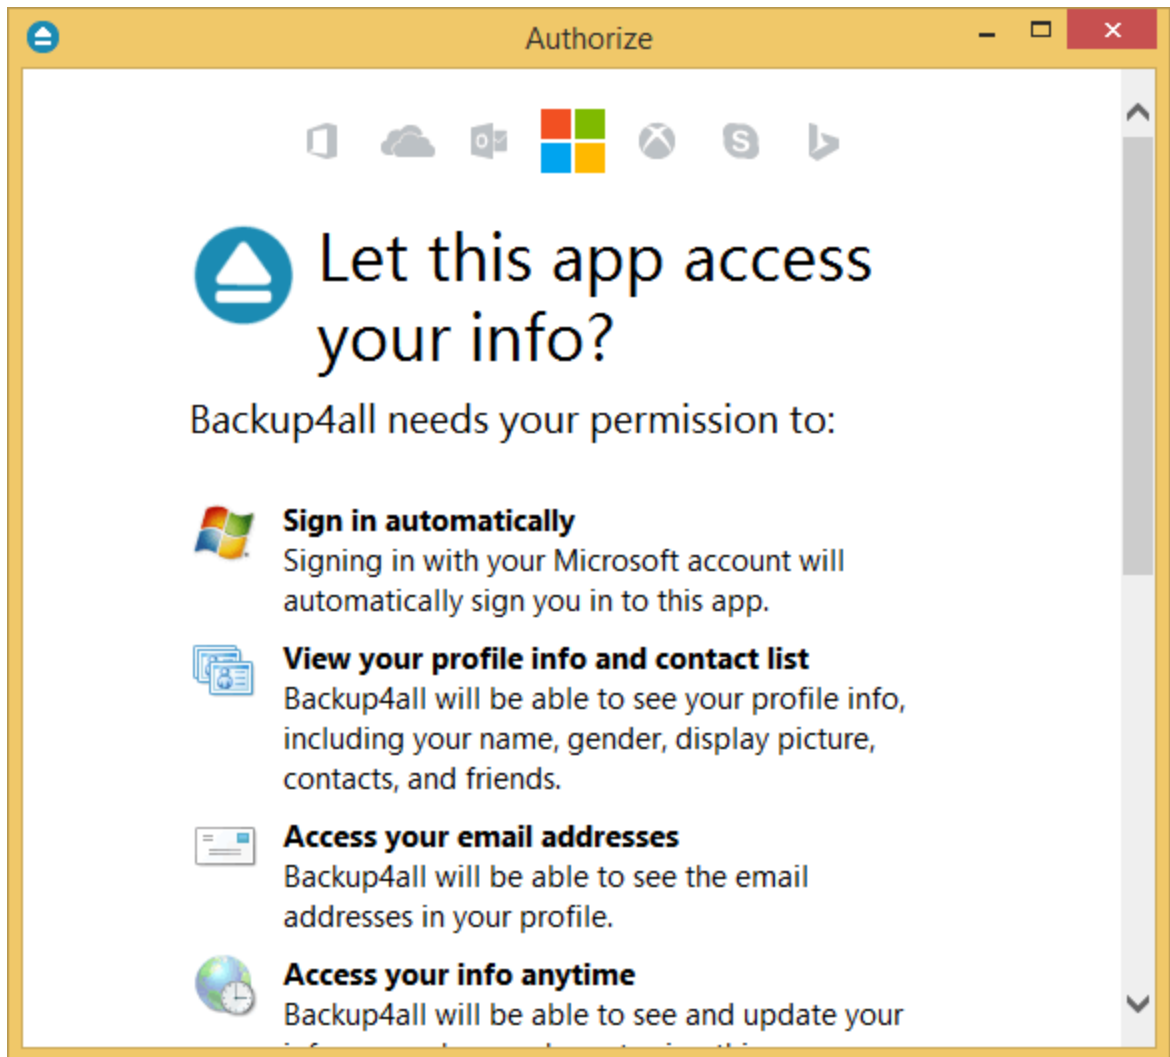 Authorize
Let this app access
your info?
Backup4all needs your permission to:
Sign in automatically
Signing in with your Microsoft account will
automatically sign you in to this app.
View your profile info and contact list
Backup4all will be able to see your profile info,
including your name, gender, display picture,
contacts, and friends.
Access your email addresses
Backup4all will be able to see the email
addresses in your profile.
Access your info anytime
Backup4all will be able to see and update your